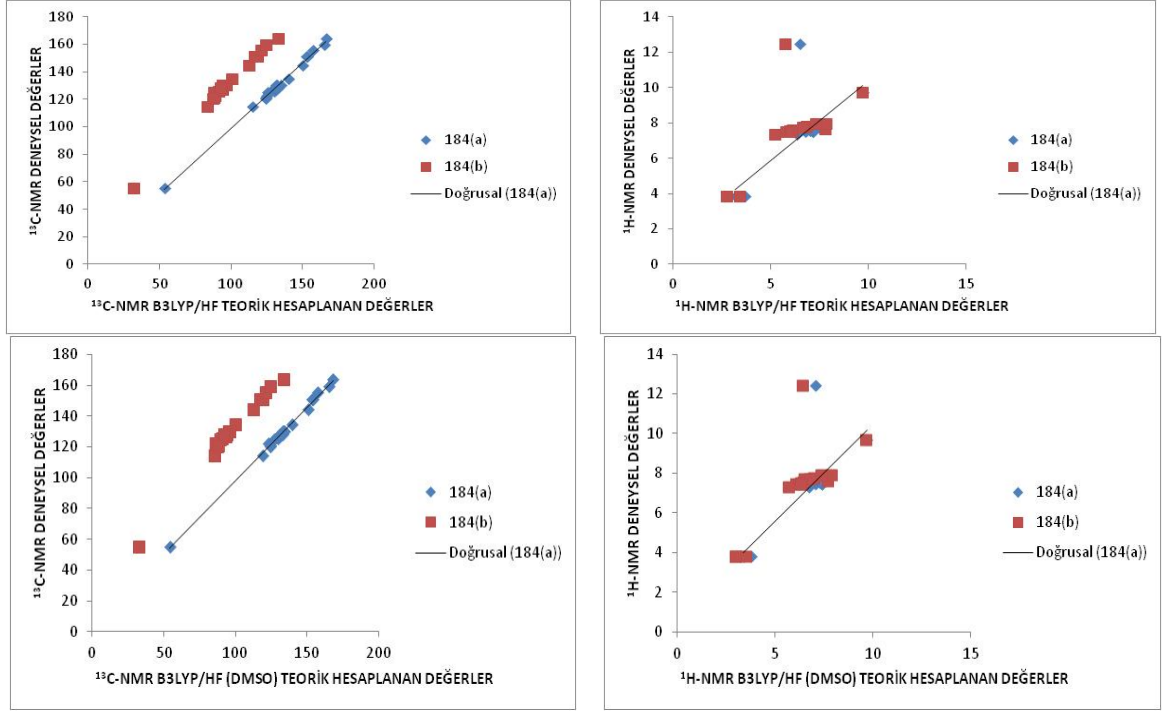 180
160
140
120
100
80
60
40
20
0
¹³C-NMR DENEYSEL DEĞERLER
0 50 100 150 200
¹³C-NMR B3LYP/HF TEORİK HESAPLANAN DEĞERLER
184(a)
184(b)
Doğrusal (184(a))
14
12
10
8
6
4
2
0
¹H-NMR DENEYSEL DEĞERLER
0 5 10 15
¹H-NMR B3LYP/HF TEORİK HESAPLANAN DEĞERLER
184(a)
184(b)
Doğrusal (184(a))
180
160
140
120
100
80
60
40
20
0
¹³C-NMR DENEYSEL DEĞERLER
0 50 100 150 200
¹³C-NMR B3LYP/HF (DMSO) TEORİK HESAPLANAN DEĞERLER
184(a)
184(b)
Doğrusal (184(a))
14
12
10
8
6
4
2
0
¹H-NMR DENEYSEL DEĞERLER
0 5 10 15
¹H-NMR B3LYP/HF (DMSO) TEORİK HESAPLANAN DEĞERLER
184(a)
184(b)
Doğrusal (184(a))